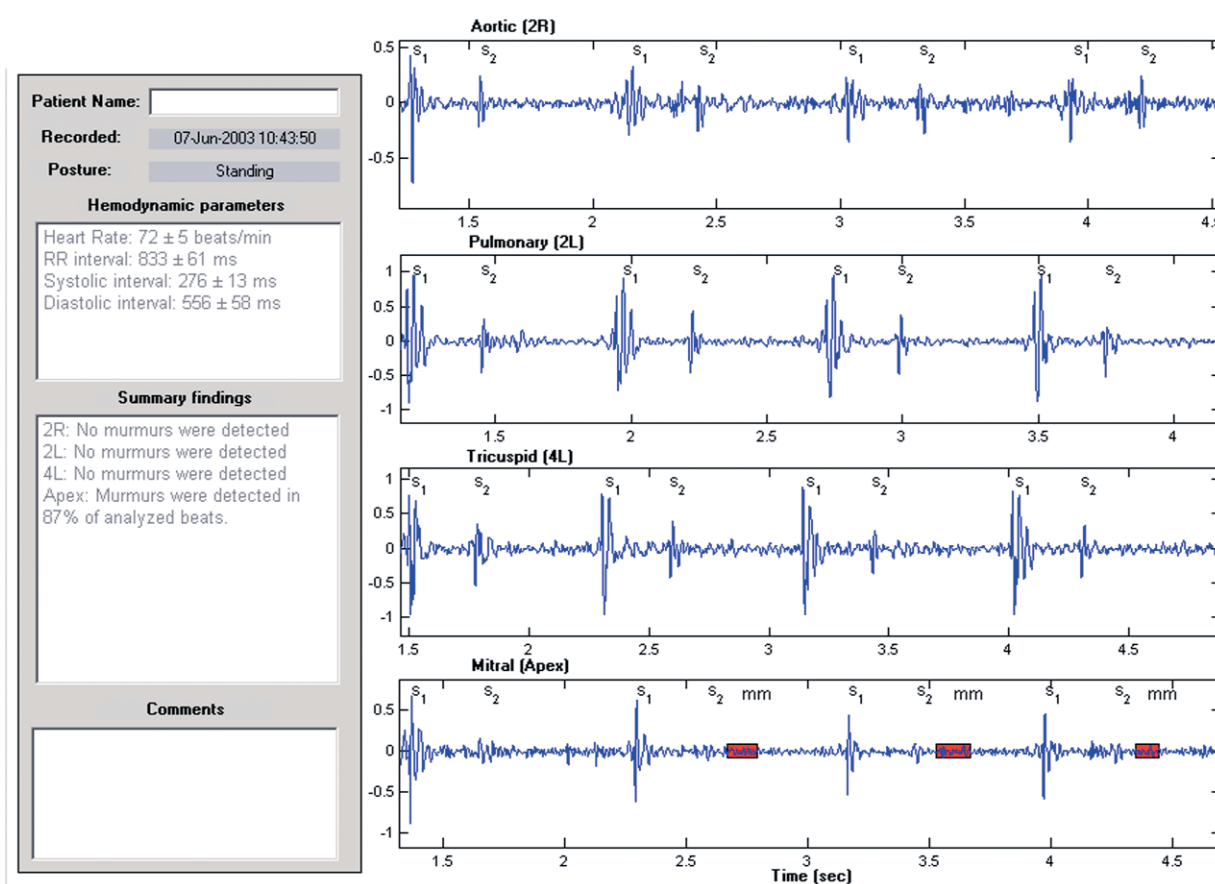 Patient Name:
Recorded: 07-Jun-2003 10:43:50
Posture: Standing
Hemodynamic parameters
Heart Rate: 72 ± 5 beats/min
RR interval: 833 ± 61 ms
Systolic interval: 276 ± 13 ms
Diastolic interval: 556 ± 58 ms
Summary findings
2R: No murmurs were detected
2L: No murmurs were detected
4L: No murmurs were detected
Apex: Murmurs were detected in
87% of analyzed beats.
Comments
Aortic (2R)
S1 S2 S1 S2 S1 S2 S1 S2
0.5
0
-0.5
1.5 2 2.5 3 3.5 4 4.5
Pulmonary (2L)
S1 S2 S1 S2 S1 S2 S1 S2
1
0.5
0
-0.5
-1
1.5 2 2.5 3 3.5 4
Tricuspid (4L)
S1 S2 S1 S2 S1 S2 S1 S2
1
0.5
0
-0.5
-1
1.5 2 2.5 3 3.5 4 4.5
Mitral (Apex)
S1 S2 S1 S2 mm S1 S2 mm S1 S2 mm
0.5
0
-0.5
-1
1.5 2 2.5 3 3.5 4 4.5
Time (sec)